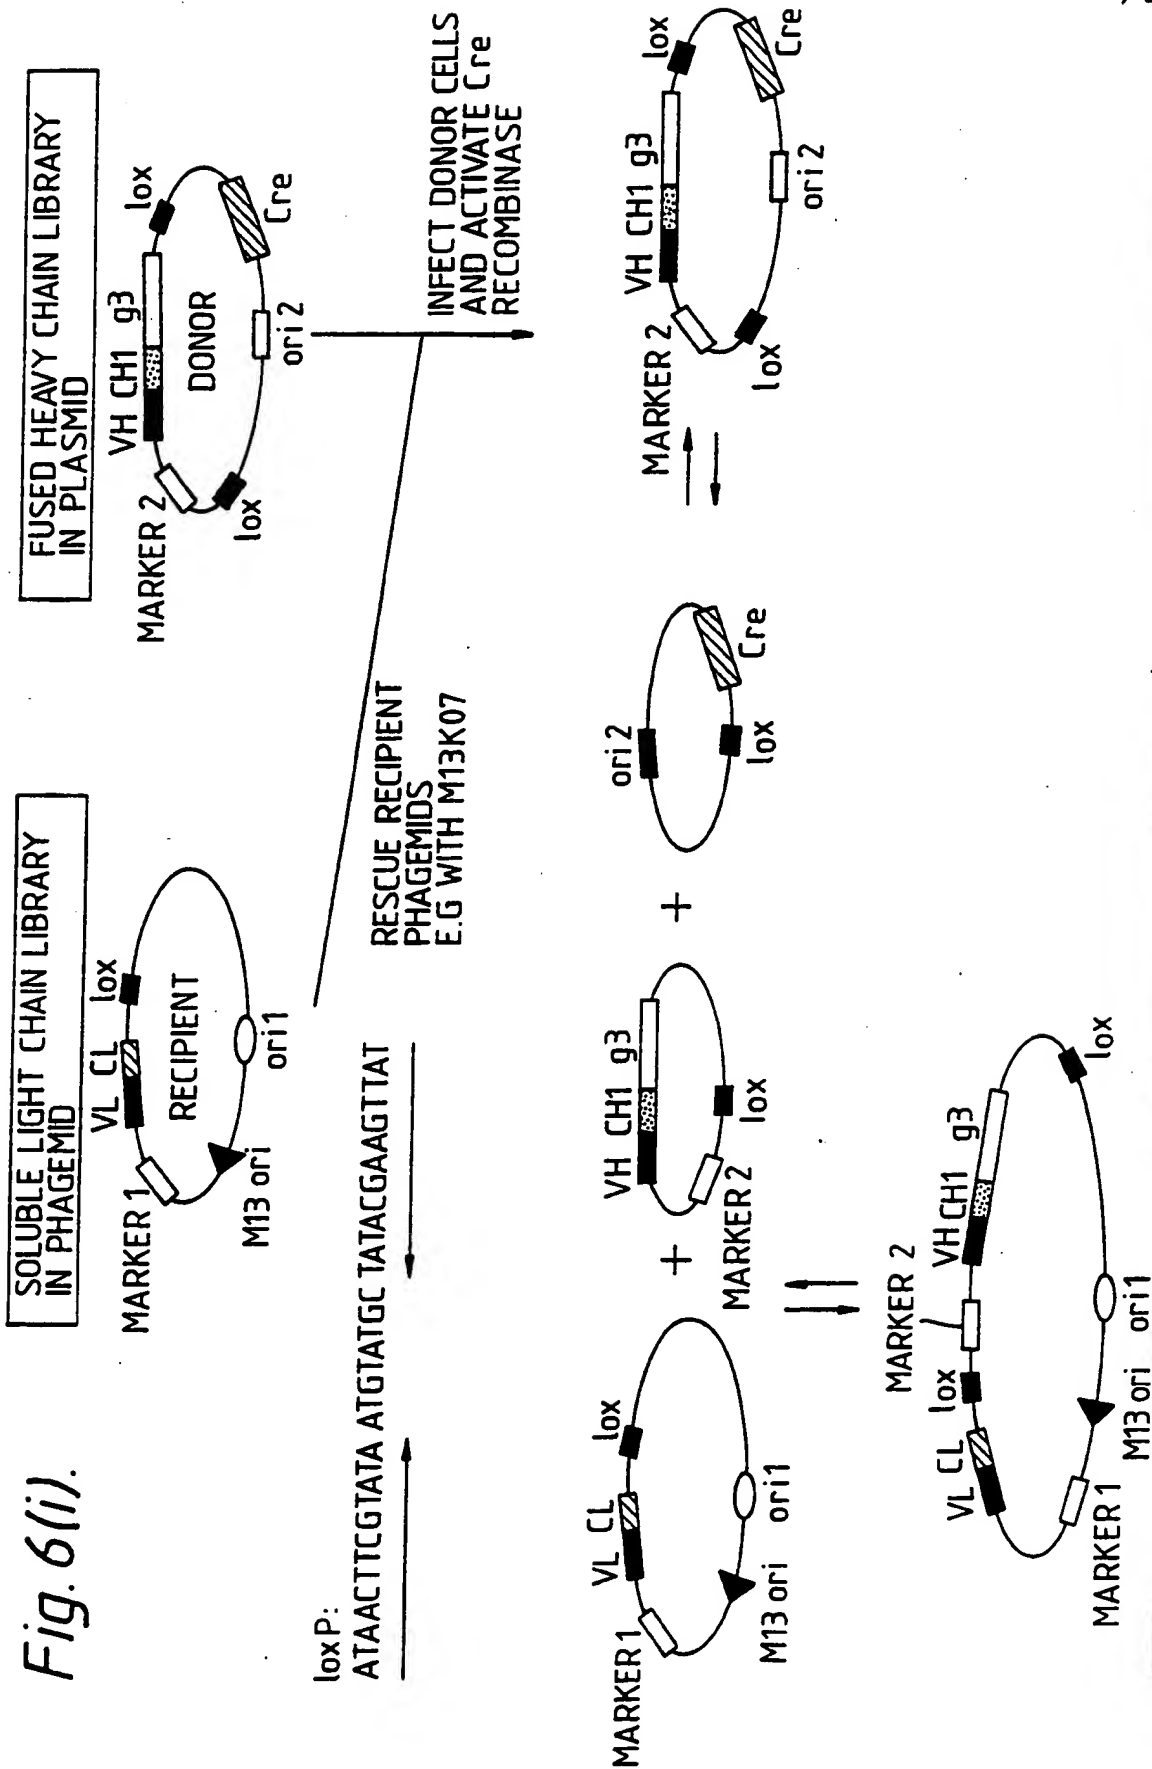 Fig. 6(i).
SOLUBLE LIGHT CHAIN LIBRARY
IN PHAGEMID
VL CL lox
MARKER 1
RECIPIENT
M13 ori
ori1
FUSED HEAVY CHAIN LIBRARY
IN PLASMID
VH CH1 g3
lox
MARKER 2
DONOR
lox
ori 2
Cre
loxP:
ATAACTTCGTATA ATGTATGC TATACGAAGTTAT
RESCUE RECIPIENT
PHAGEMIDS
E.G WITH M13K07
INFECT DONOR CELLS
AND ACTIVATE Cre
RECOMBINASE
VL CL lox
MARKER1
M13 ori
ori1
+
VH CH1 g3
MARKER 2
lox
+
ori 2
lox
Cre
VH CH1 g3
lox
MARKER 2
lox
ori 2
Cre
VL CL lox
MARKER 2
VH CH1 g3
MARKER1
M13 ori
ori1
lox